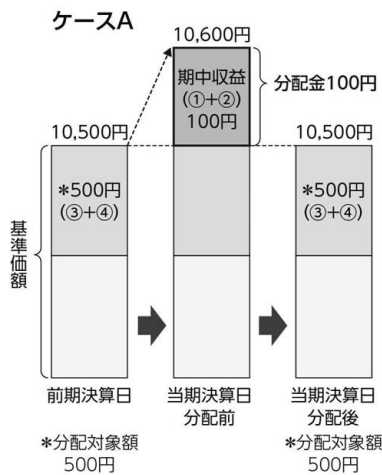 ケースA
10,600円
期中収益
(①+②)
100円
分配金100円
10,500円
10,500円
*500円
(③+④)
*500円
(③+④)
基準価額
前期決算日
当期決算日
分配前
当期決算日
分配後
*分配対象額
500円
*分配対象額
500円